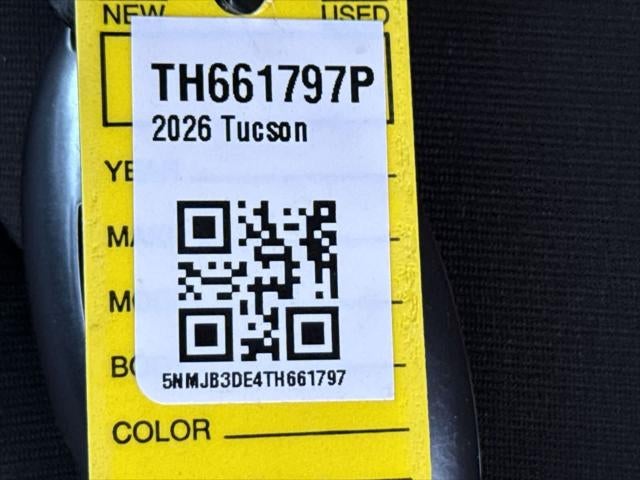 NEW USED
TH661797P
2026 Tucson
5NMJB3DE4TH661797
COLOR